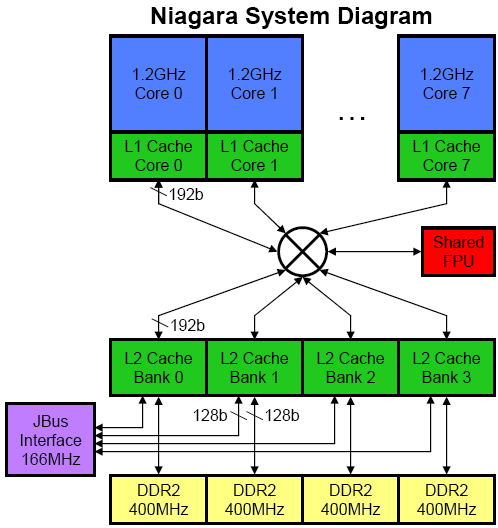 Niagara System Diagram
1.2GHz
Core 0
1.2GHz
Core 1
1.2GHz
Core 7
. . .
L1 Cache
Core 0
L1 Cache
Core 1
L1 Cache
Core 7
192b
Shared
FPU
192b
L2 Cache
Bank 0
L2 Cache
Bank 1
L2 Cache
Bank 2
L2 Cache
Bank 3
128b
128b
JBus
Interface
166MHz
DDR2
400MHz
DDR2
400MHz
DDR2
400MHz
DDR2
400MHz